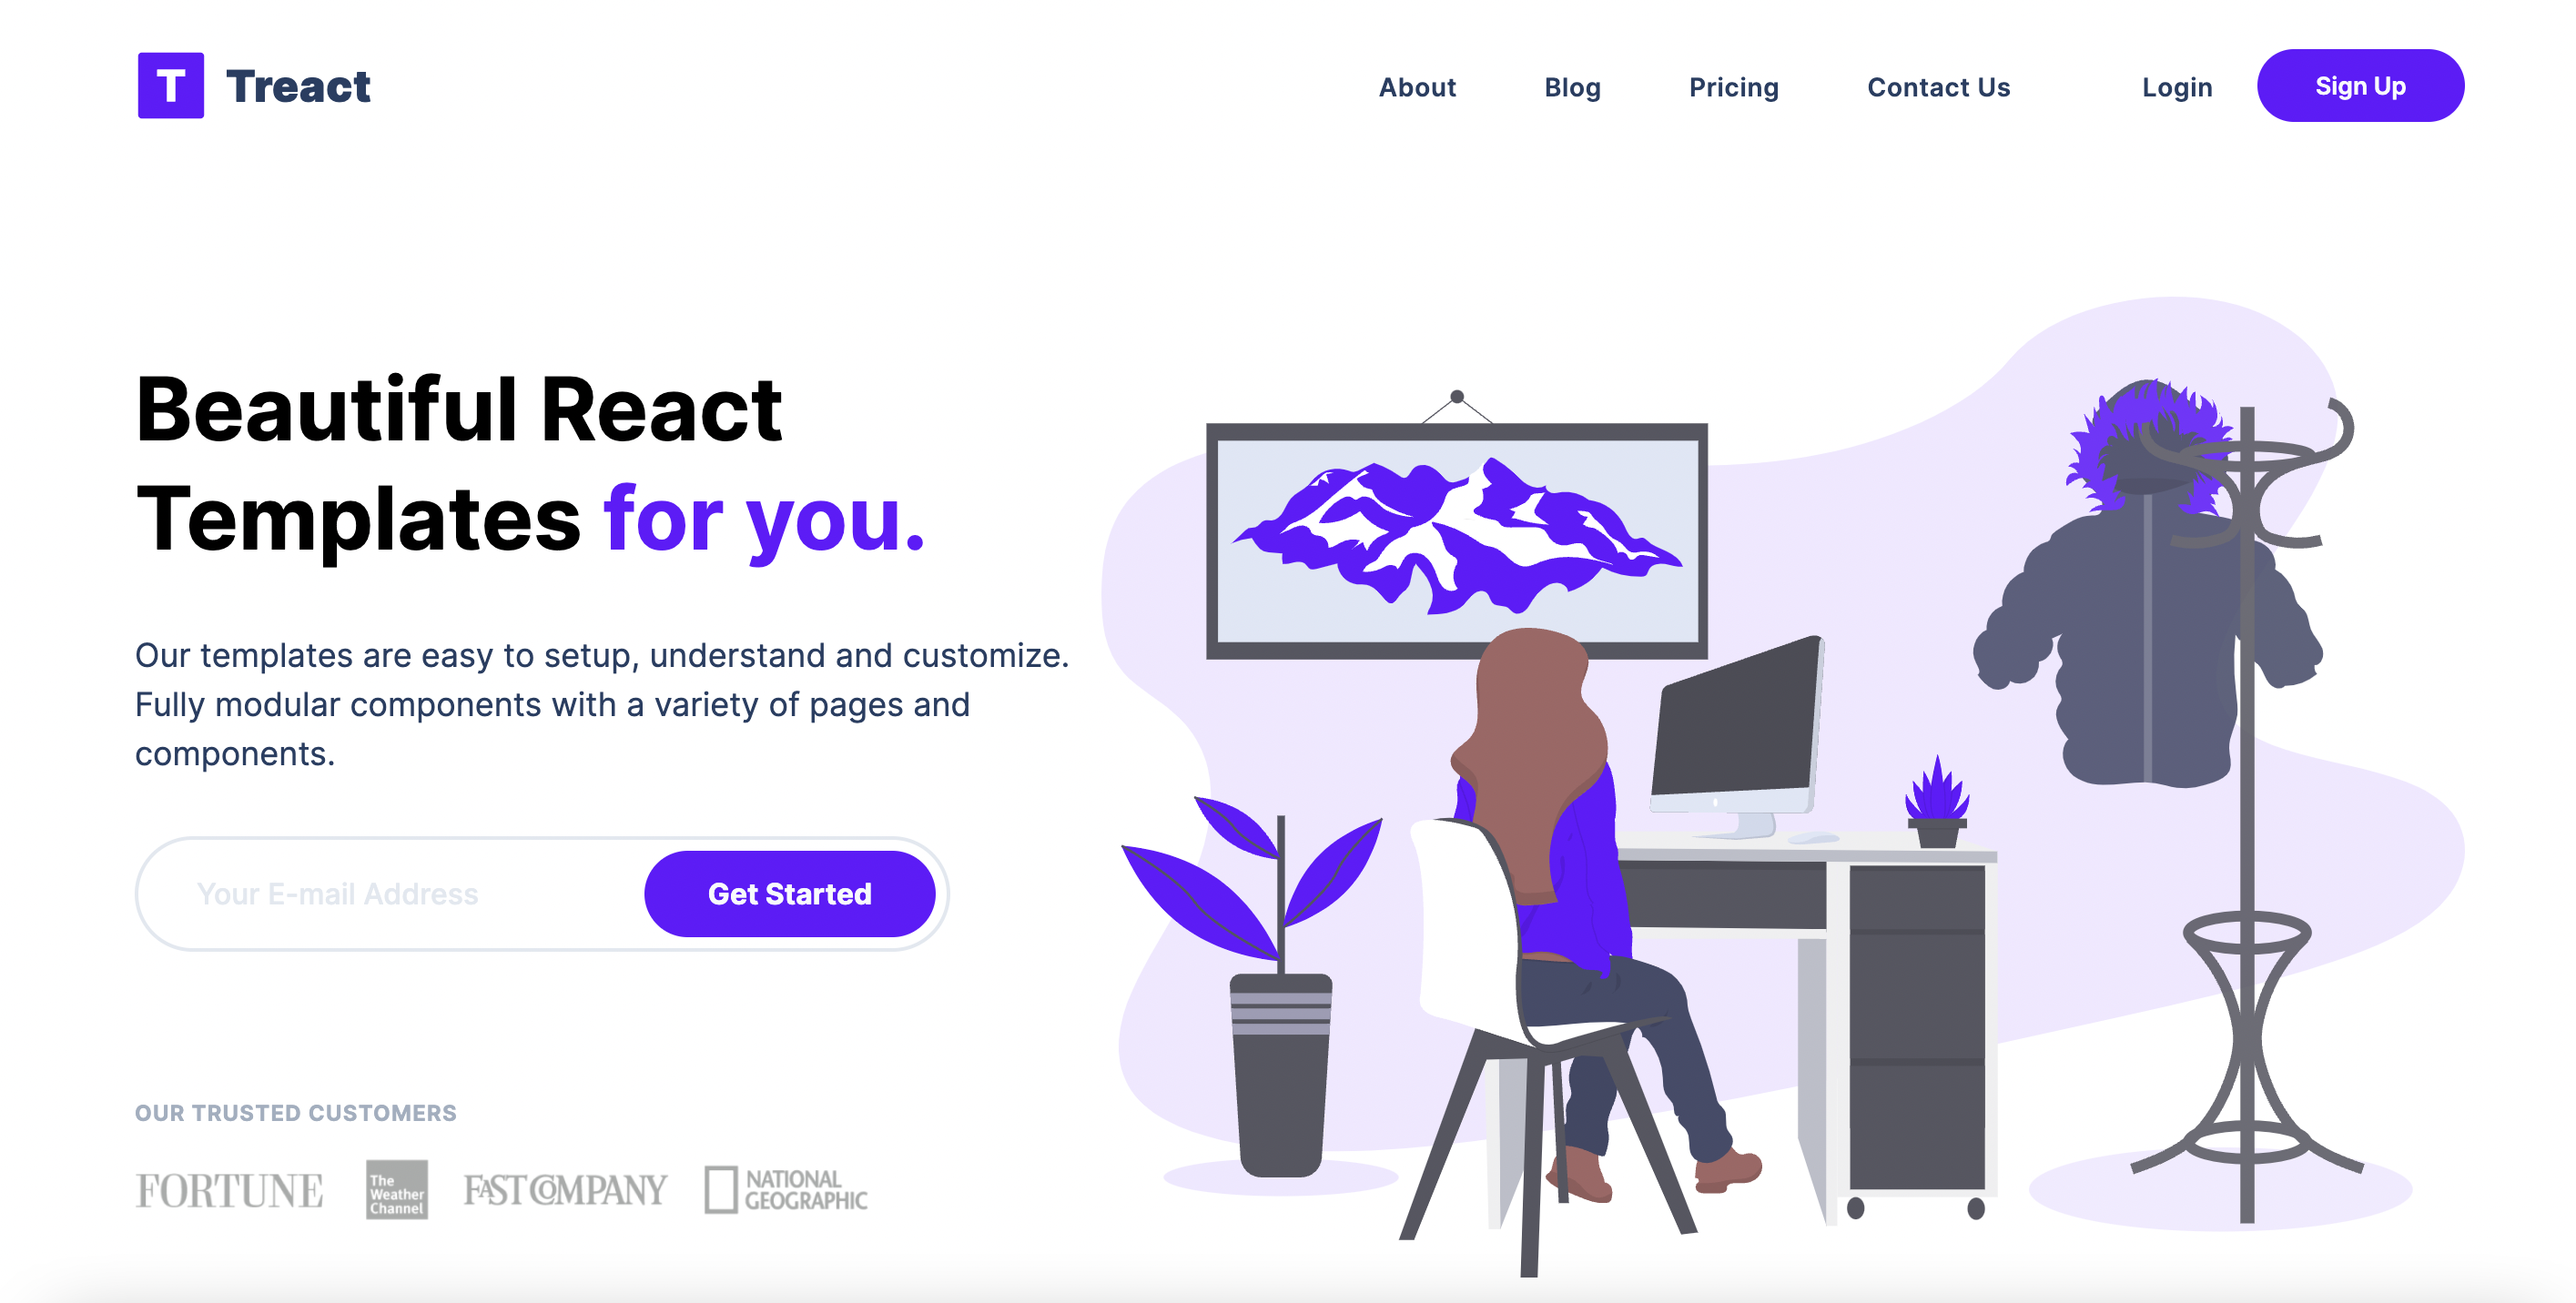 T Treact
About Blog Pricing Contact Us Login Sign Up
Beautiful React
Templates for you.
Our templates are easy to setup, understand and customize.
Fully modular components with a variety of pages and
components.
Your E-mail Address Get Started
OUR TRUSTED CUSTOMERS
FORTUNE
The
Weather
Channel
FAST COMPANY
NATIONAL
GEOGRAPHIC